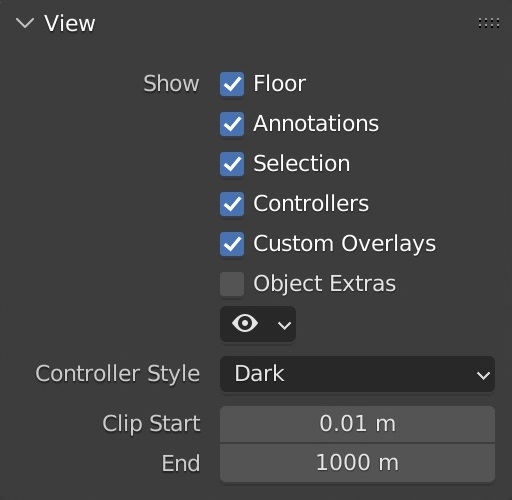 View
Show Floor
Annotations
Selection
Controllers
Custom Overlays
Object Extras
Controller Style Dark
Clip Start 0.01 m
End 1000 m